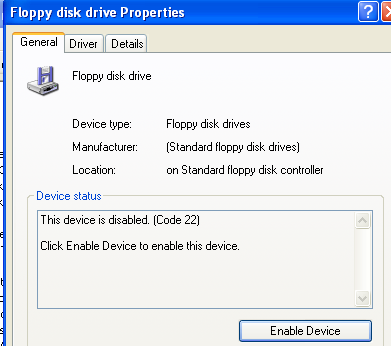 Floppy disk drive Properties
General Driver Details
Floppy disk drive
Device type: Floppy disk drives
Manufacturer: (Standard floppy disk drives)
Location: on Standard floppy disk controller
Device status
This device is disabled. (Code 22)
Click Enable Device to enable this device.
Enable Device